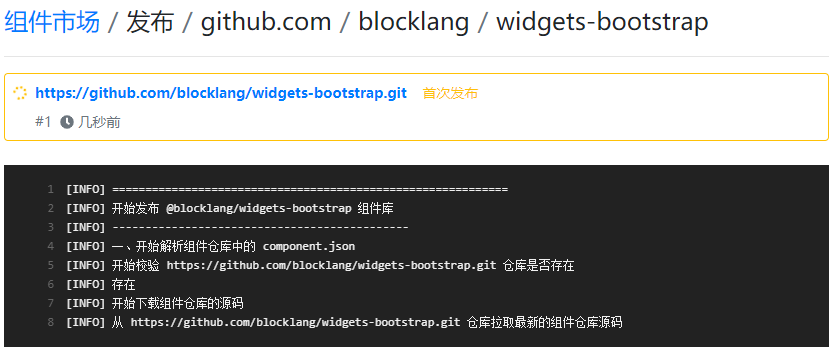 组件市场 / 发布 / github.com / blocklang / widgets-bootstrap
https://github.com/blocklang/widgets-bootstrap.git 首次发布
#1 几秒前
1 [INFO] ============================================================
2 [INFO] 开始发布 @blocklang/widgets-bootstrap 组件库
3 [INFO] ---------------------------------------------
4 [INFO] 一、开始解析组件仓库中的 component.json
5 [INFO] 开始校验 https://github.com/blocklang/widgets-bootstrap.git 仓库是否存在
6 [INFO] 存在
7 [INFO] 开始下载组件仓库的源码
8 [INFO] 从 https://github.com/blocklang/widgets-bootstrap.git 仓库拉取最新的组件仓库源码